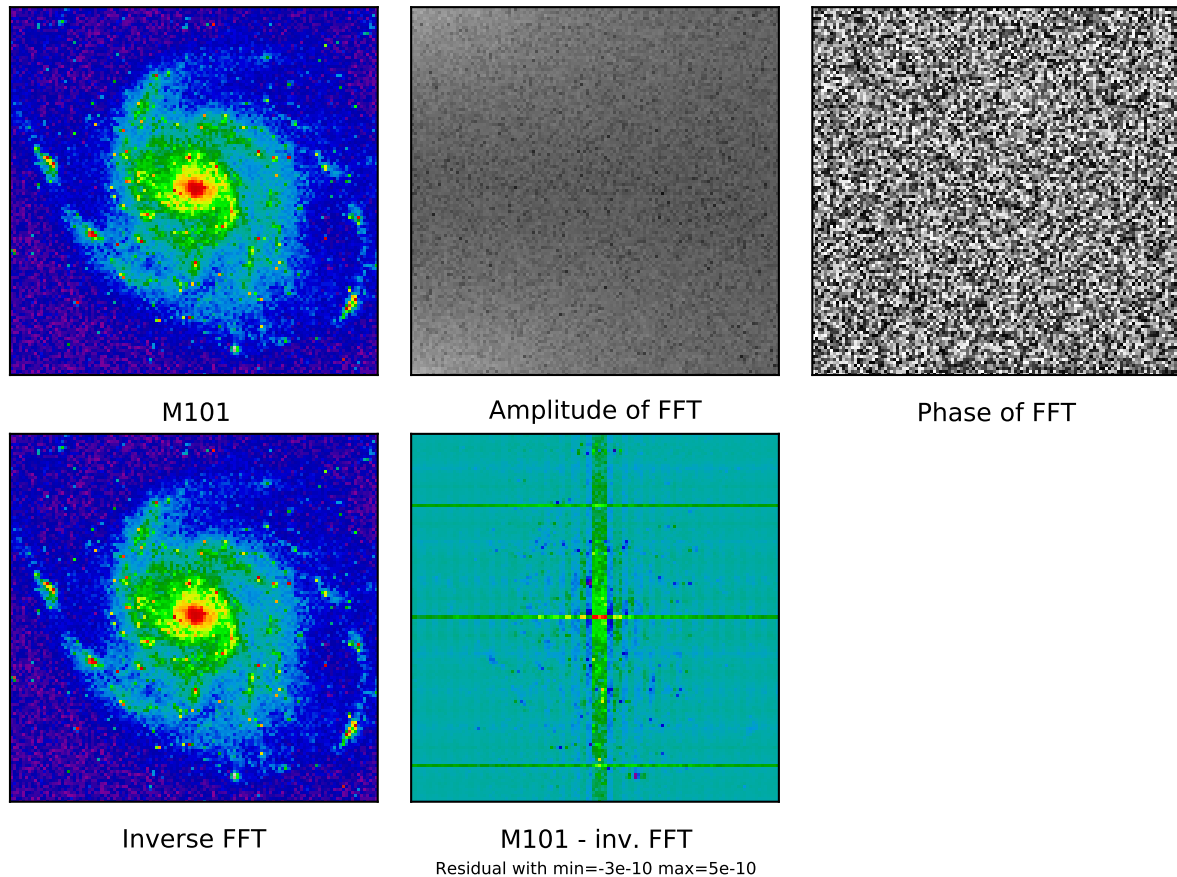 M101
Amplitude of FFT
Phase of FFT
Inverse FFT
M101 - inv. FFT
Residual with min=-3e-10 max=5e-10